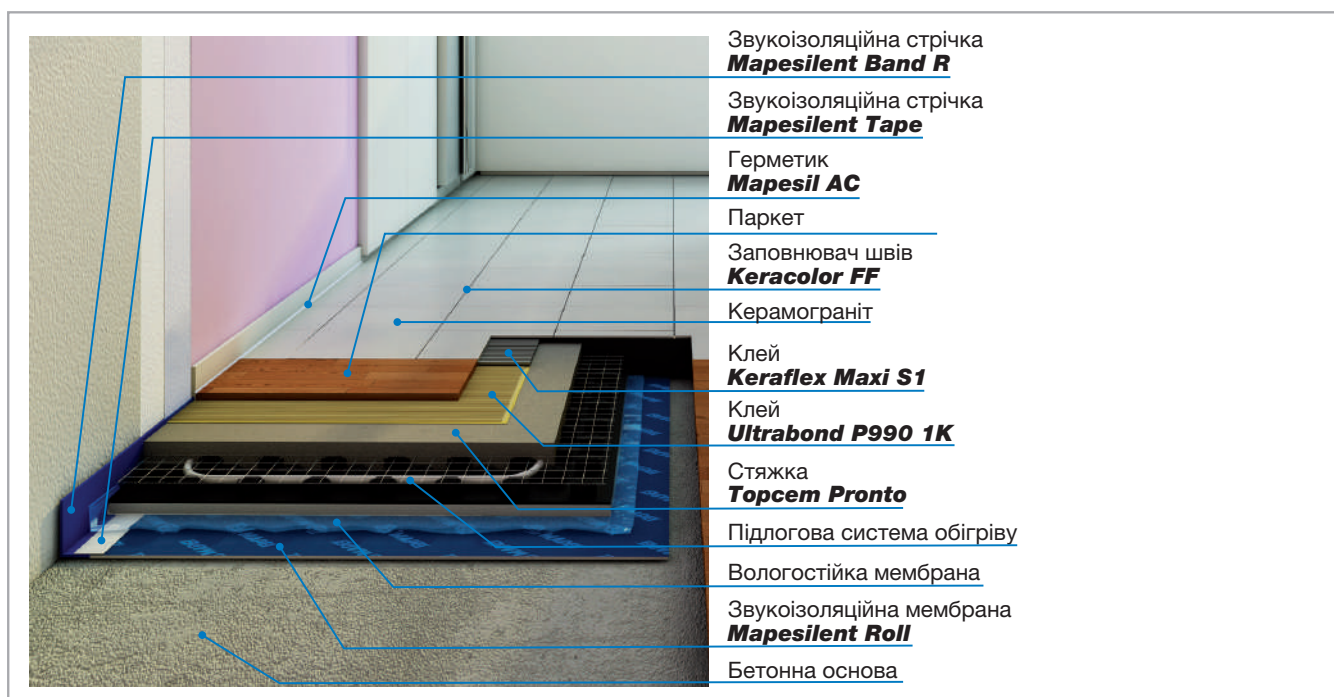 Звукоізоляційна стрічка
Mapesilent Band R
Звукоізоляційна стрічка
Mapesilent Tape
Герметик
Mapesil AC
Паркет
Заповнювач швів
Keracolor FF
Керамограніт
Клей
Keraflex Maxi S1
Клей
Ultrabond P990 1K
Стяжка
Topcem Pronto
Підлогова система обігріву
Вологостійка мембрана
Звукоізоляційна мембрана
Mapesilent Roll
Бетонна основа